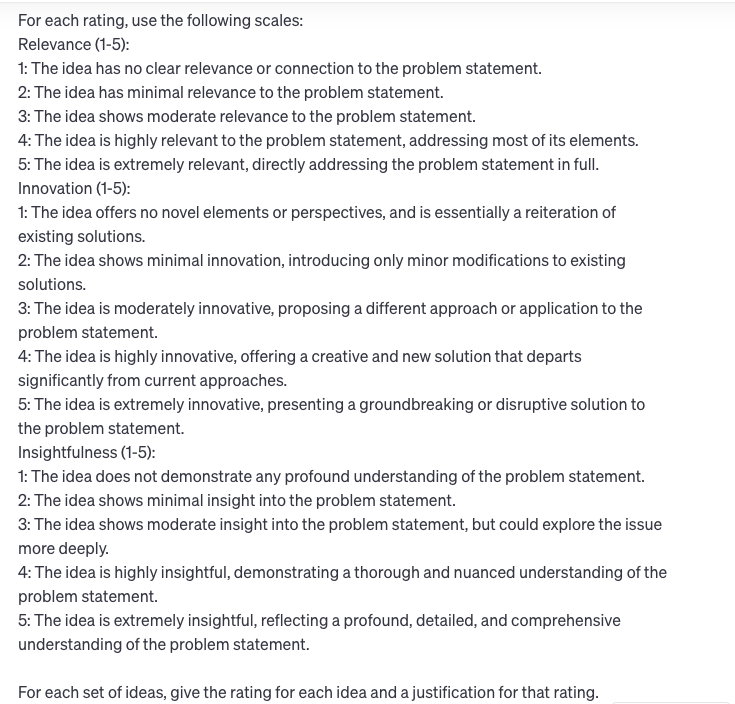 For each rating, use the following scales:
Relevance (1-5):
1: The idea has no clear relevance or connection to the problem statement.
2: The idea has minimal relevance to the problem statement.
3: The idea shows moderate relevance to the problem statement.
4: The idea is highly relevant to the problem statement, addressing most of its elements.
5: The idea is extremely relevant, directly addressing the problem statement in full.
Innovation (1-5):
1: The idea offers no novel elements or perspectives, and is essentially a reiteration of
existing solutions.
2: The idea shows minimal innovation, introducing only minor modifications to existing
solutions.
3: The idea is moderately innovative, proposing a different approach or application to the
problem statement.
4: The idea is highly innovative, offering a creative and new solution that departs
significantly from current approaches.
5: The idea is extremely innovative, presenting a groundbreaking or disruptive solution to
the problem statement.
Insightfulness (1-5):
1: The idea does not demonstrate any profound understanding of the problem statement.
2: The idea shows minimal insight into the problem statement.
3: The idea shows moderate insight into the problem statement, but could explore the issue
more deeply.
4: The idea is highly insightful, demonstrating a thorough and nuanced understanding of the
problem statement.
5: The idea is extremely insightful, reflecting a profound, detailed, and comprehensive
understanding of the problem statement.
For each set of ideas, give the rating for each idea and a justification for that rating.